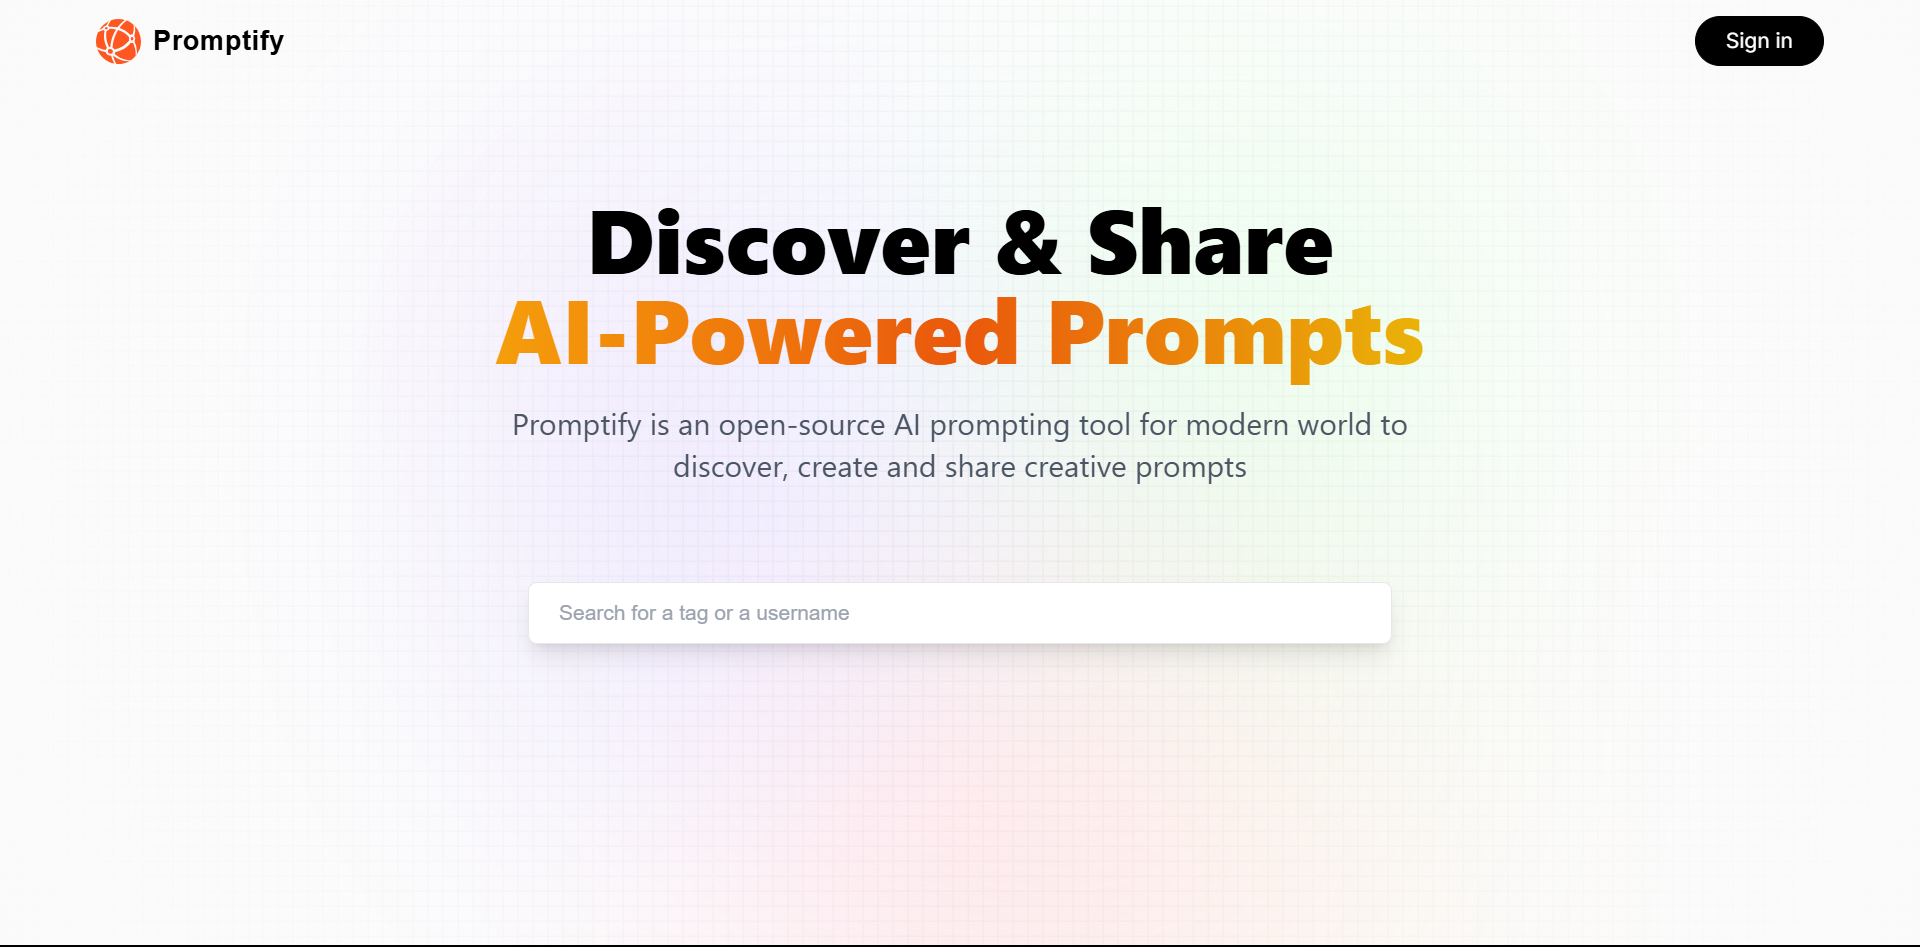 Promptify
Sign in
Discover & Share
AI-Powered Prompts
Promptify is an open-source AI prompting tool for modern world to
discover, create and share creative prompts
Search for a tag or a username